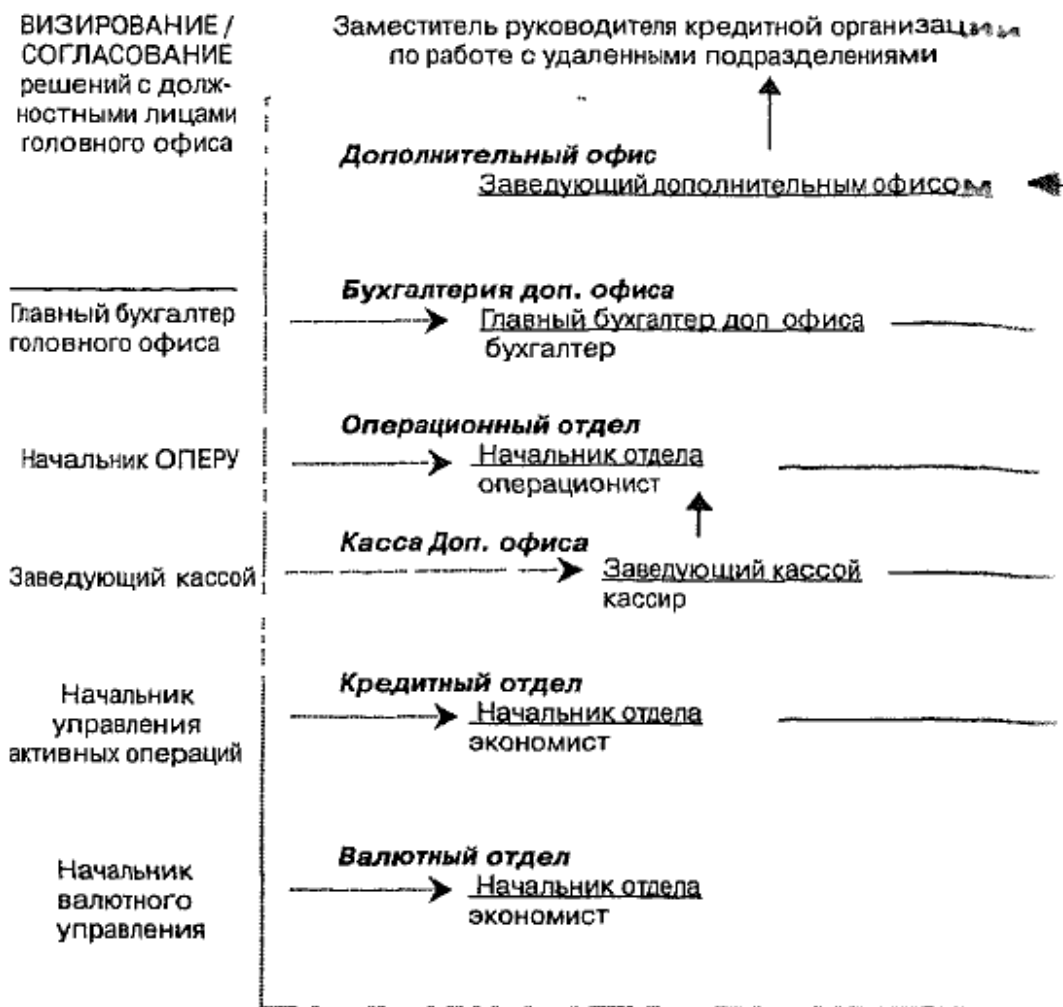 ВИЗИРОВАНИЕ /
СОГЛАСОВАНИЕ
решений с долж-
ностными лицами
головного офиса
Заместитель руководителя кредитной организации
по работе с удаленными подразделениями
Дополнительный офис
Заведующий дополнительным офисом
Бухгалтерия доп. офиса
Главный бухгалтер
головного офиса
Главный бухгалтер доп офиса
бухгалтер
Операционный отдел
Начальник ОПЕРУ
Начальник отдела
операционист
Касса Доп. офиса
Заведующий кассой
Заведующий кассой
кассир
Кредитный отдел
Начальник
управления
активных операций
Начальник отдела
экономист
Валютный отдел
Начальник
валютного
управления
Начальник отдела
экономист